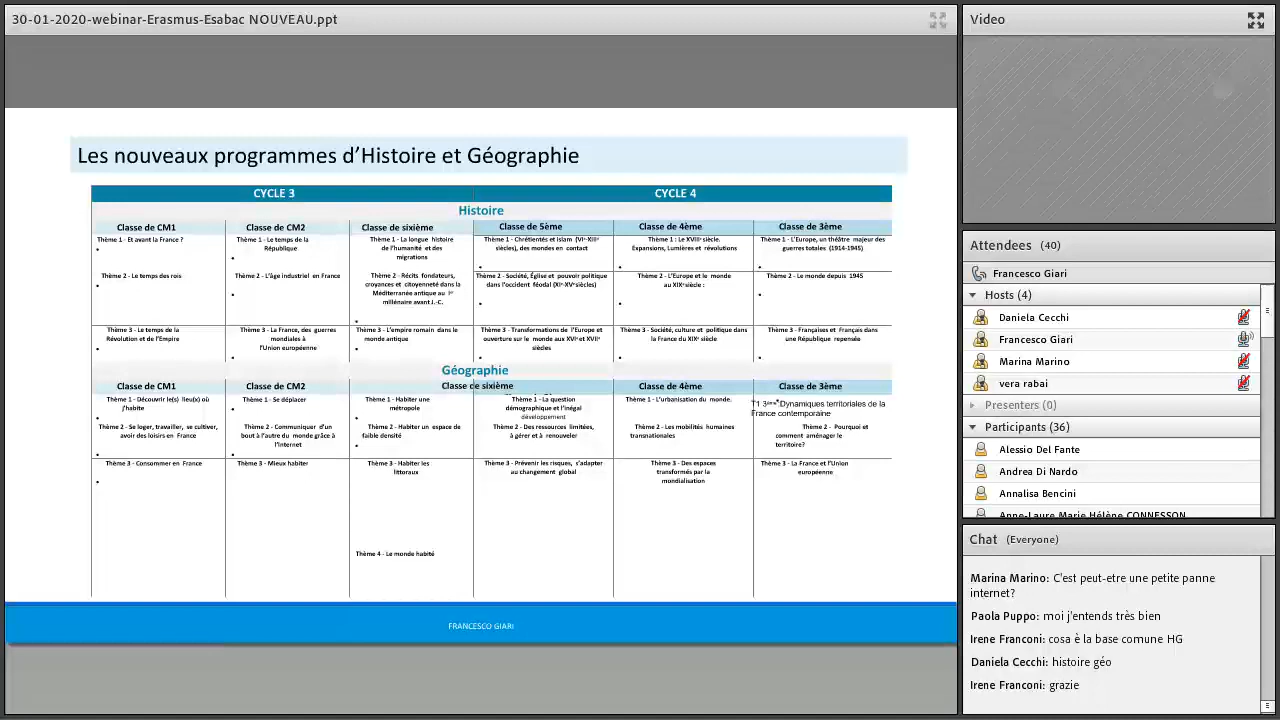 30-01-2020-webinar-Erasmus-Esabac NOUVEAU.ppt
Les nouveaux programmes d'Histoire et Géographie
CYCLE 3
CYCLE 4
Histoire
Classe de CM1
Classe de CM2
Classe de sixième
Classe de 5ème
Classe de 4ème
Classe de 3ème
Thème 1 - Et avant la France ?
Thème 1 - Le temps de la
République
Thème 1 - La longue histoire
de l'humanité et des
migrations
Thème 1 - Chrétientés et Islam (VIe-XIIIe
siècles), des mondes en contact
Thème 1 : Le XVIIIe siècle.
Expansions, Lumières et révolutions
Thème 1 - L'Europe, un théâtre majeur des
guerres totales (1914-1945)
Thème 2 - Le temps des rois
Thème 2 - L'âge industriel en France
Thème 2 - Récits fondateurs,
croyances et citoyenneté dans la
Méditerranée antique au Ier
millénaire avant J.-C.
Thème 2 - Société, Église et pouvoir politique
dans l'occident féodal (XIe-XVe siècles)
Thème 2 - L'Europe et le monde
au XIXe siècle :
Thème 2 - Le monde depuis 1945
Thème 3 - Le temps de la
Révolution et de l'Empire
Thème 3 - La France, des guerres
mondiales à
l'Union européenne
Thème 3 - L'empire romain dans le
monde antique
Thème 3 - Transformations de l'Europe et
ouverture sur le monde aux XVIe et XVIIe
siècles
Thème 3 - Société, culture et politique dans
la France du XIXe siècle
Thème 3 - Françaises et Français dans
une République repensée
Géographie
Classe de CM1
Classe de CM2
Classe de sixième
Classe de 4ème
Classe de 3ème
Thème 1 - Découvrir le(s) lieu(x) où
j'habite
Thème 1 - Se déplacer
Thème 1 - Habiter une
métropole
Thème 1 - La question
démographique et l'inégal
développement
Thème 1 - L'urbanisation du monde.
T1 3ème Dynamiques territoriales de la
France contemporaine
Thème 2 - Se loger, travailler, se cultiver,
avoir des loisirs en France
Thème 2 - Communiquer d'un
bout à l'autre du monde grâce à
l'Internet
Thème 2 - Habiter un espace de
faible densité
Thème 2 - Des ressources limitées,
à gérer et à renouveler
Thème 2 - Les mobilités humaines
transnationales
Thème 2 - Pourquoi et
comment aménager le
territoire?
Thème 3 - Consommer en France
Thème 3 - Mieux habiter
Thème 3 - Habiter les
littoraux
Thème 3 - Prévenir les risques, s'adapter
au changement global
Thème 3 - Des espaces
transformés par la
mondialisation
Thème 3 - La France et l'Union
européenne
Thème 4 - Le monde habité
FRANCESCO GIARI
Video
Attendees (40)
Francesco Giari
Hosts (4)
Daniela Cecchi
Francesco Giari
Marina Marino
vera rabai
Presenters (0)
Participants (36)
Alessio Del Fante
Andrea Di Nardo
Annalisa Bencini
Anne-Laure Marie Hélène CONNESSON
Chat (Everyone)
Marina Marino: C'est peut-etre une petite panne
internet?
Paola Puppo: moi j'entends très bien
Irene Franconi: cosa è la base comune HG
Daniela Cecchi: histoire géo
Irene Franconi: grazie